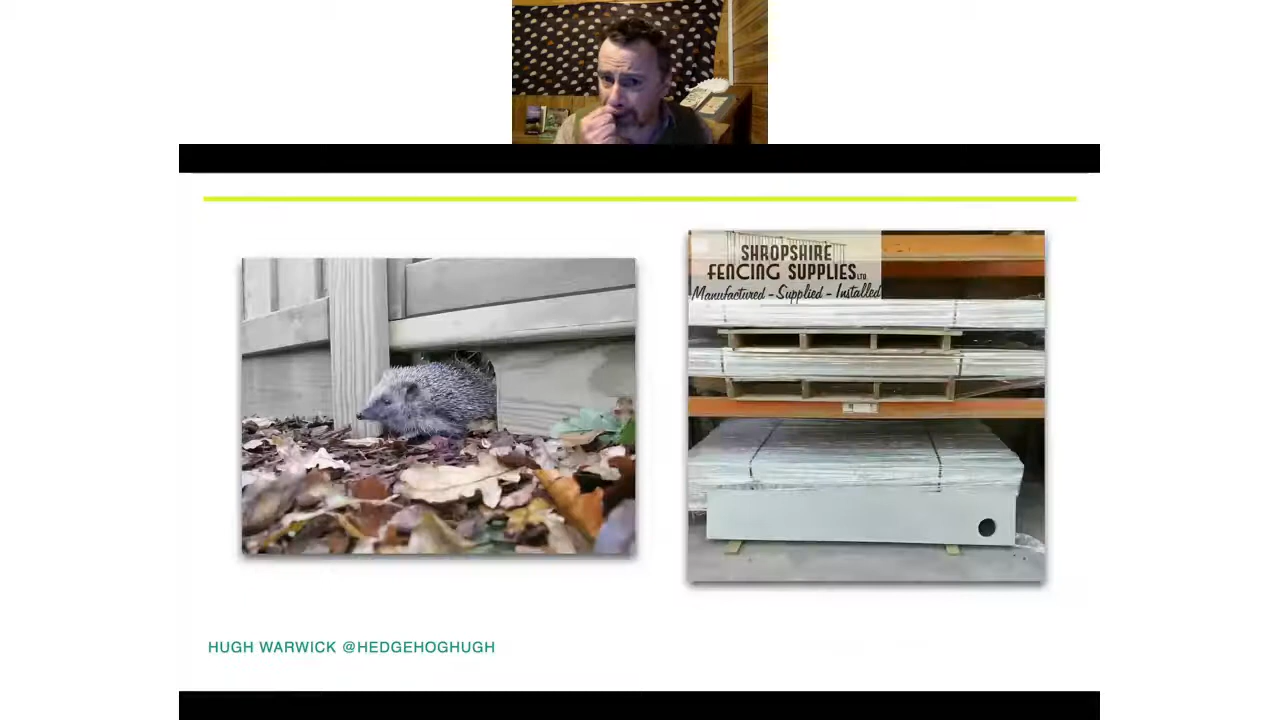 SHROPSHIRE
FENCING SUPPLIES LTD
Manufactured - Supplied - Installed
HUGH WARWICK @HEDGEHOGHUGH